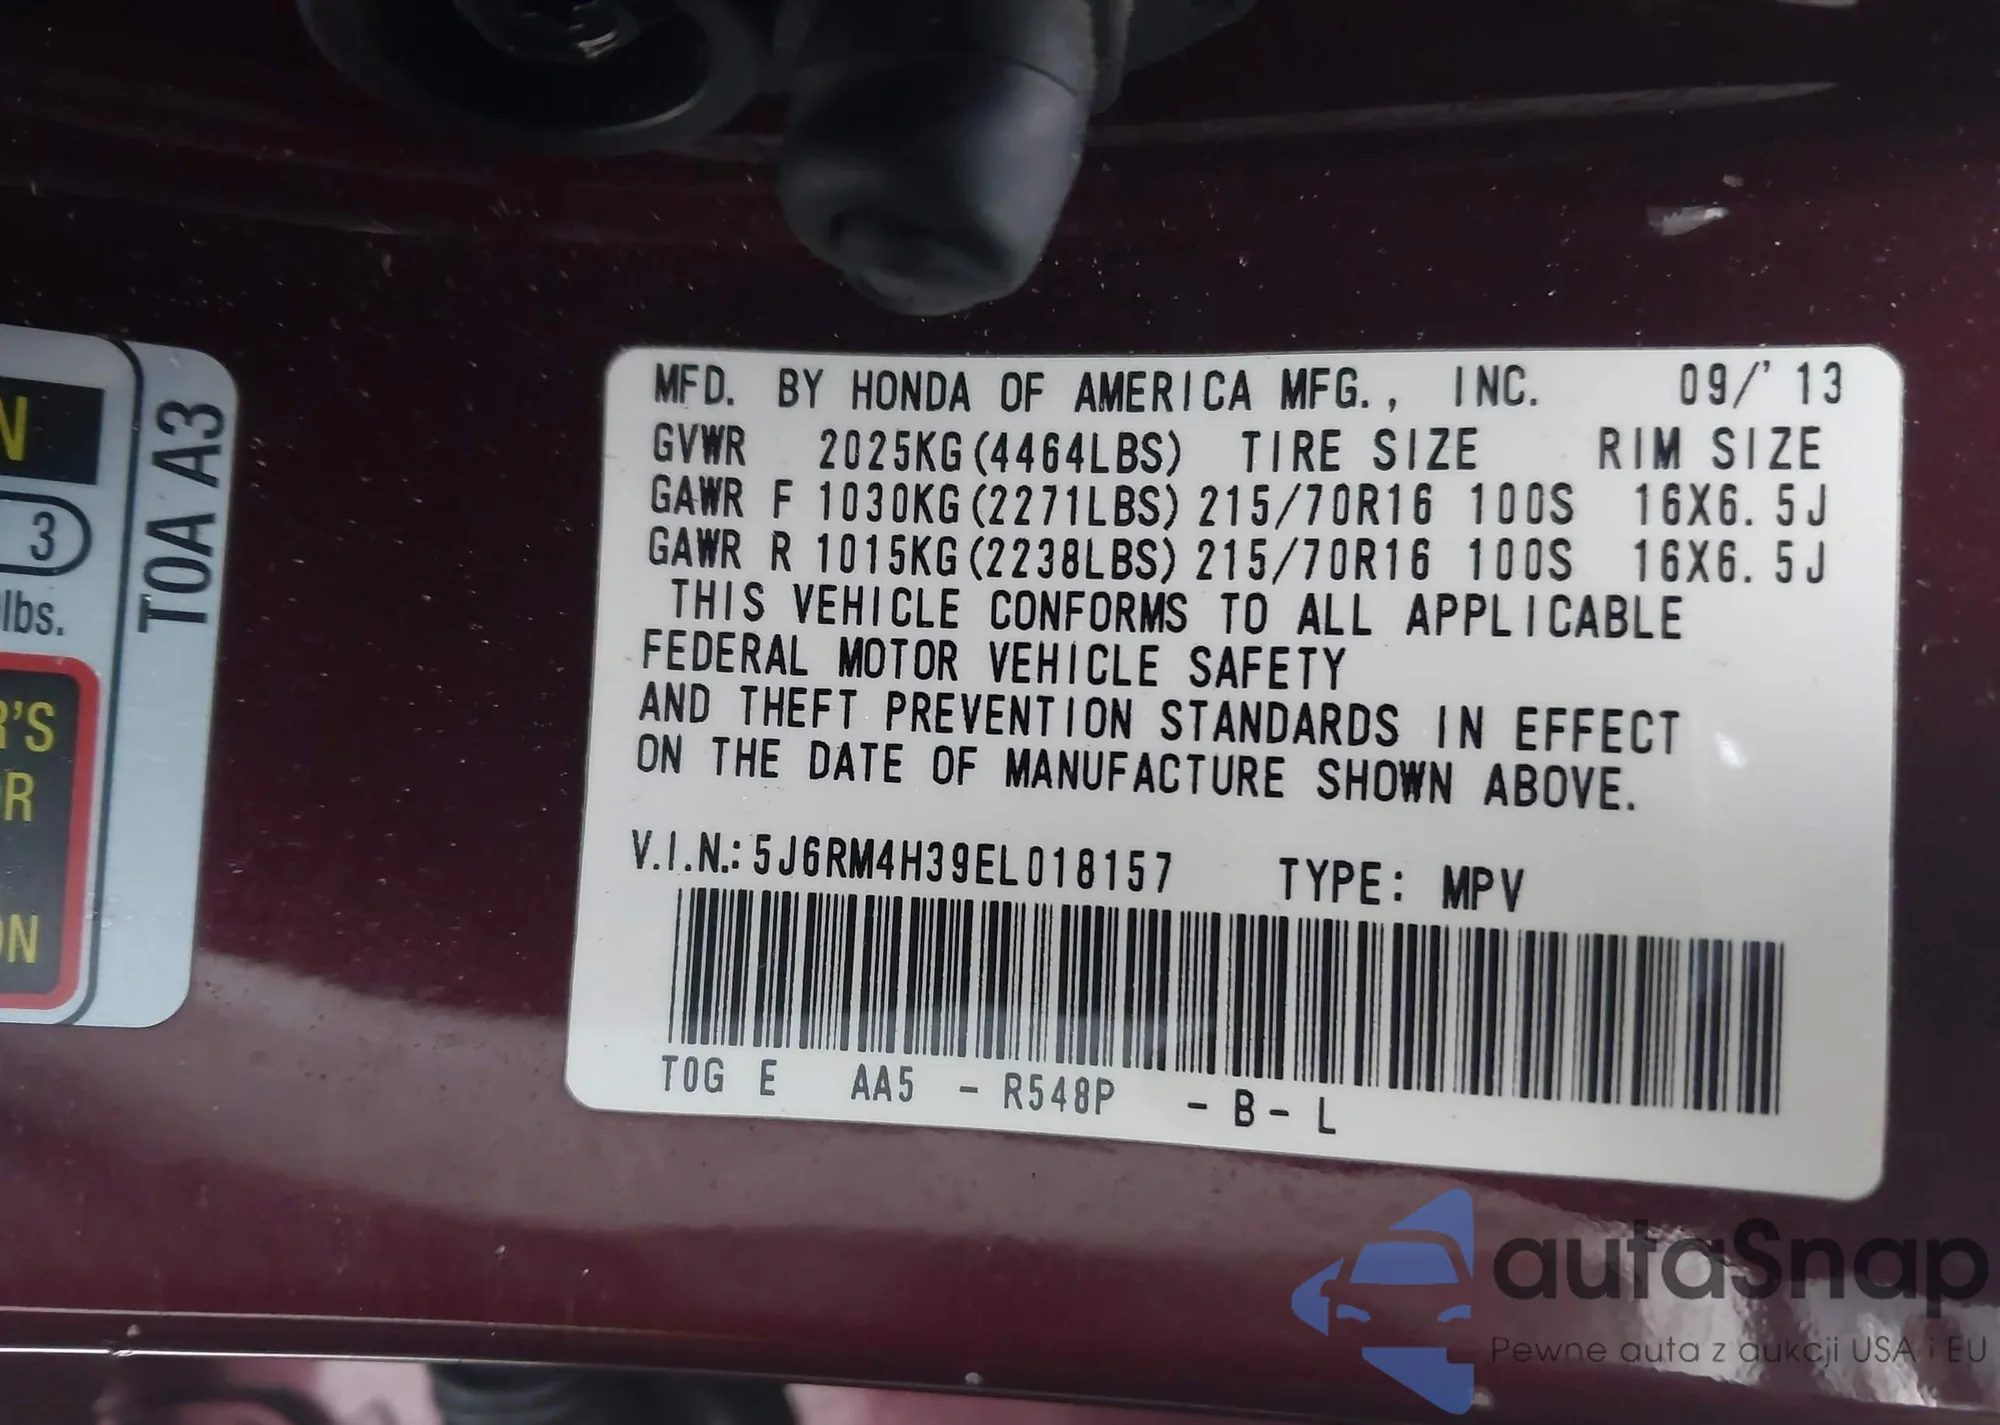 MFD. BY HONDA OF AMERICA MFG., INC. 09/'13
GVWR 2025KG(4464LBS) TIRE SIZE RIM SIZE
GAWR F 1030KG(2271LBS) 215/70R16 100S 16X6.5J
GAWR R 1015KG(2238LBS) 215/70R16 100S 16X6.5J
THIS VEHICLE CONFORMS TO ALL APPLICABLE
FEDERAL MOTOR VEHICLE SAFETY
AND THEFT PREVENTION STANDARDS IN EFFECT
ON THE DATE OF MANUFACTURE SHOWN ABOVE.
V.I.N.: 5J6RM4H39EL018157 TYPE: MPV
T0G E AA5 - R548P - B - L
N
3
lbs.
R'S
R
ON
T0A A3
autaSnap
Pewne auta z aukcji USA i EU